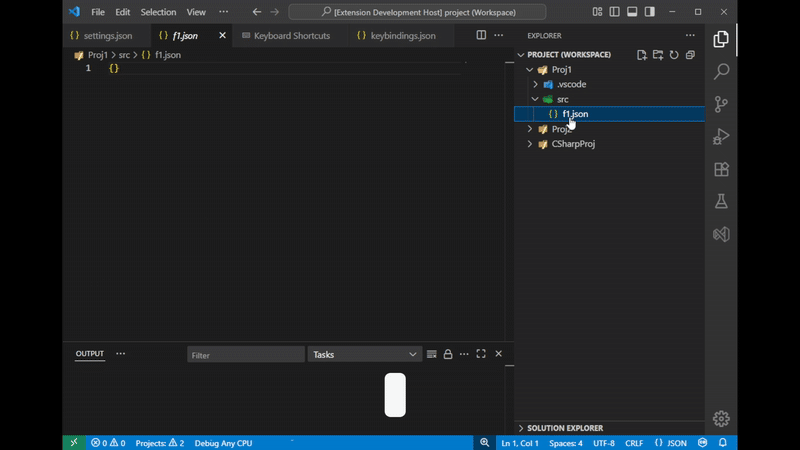 File Edit Selection View ··· [Extension Development Host] project (Workspace)
{} settings.json {} f1.json Keyboard Shortcuts {} keybindings.json
Proj1 > src > {} f1.json
1 {}
EXPLORER
PROJECT (WORKSPACE)
Proj1
.vscode
src
{} f1.json
CSharpProj
OUTPUT ··· Filter Tasks
SOLUTION EXPLORER
0 0 Projects: 2 Debug Any CPU Ln 1, Col 1 Spaces: 4 UTF-8 CRLF {} JSON